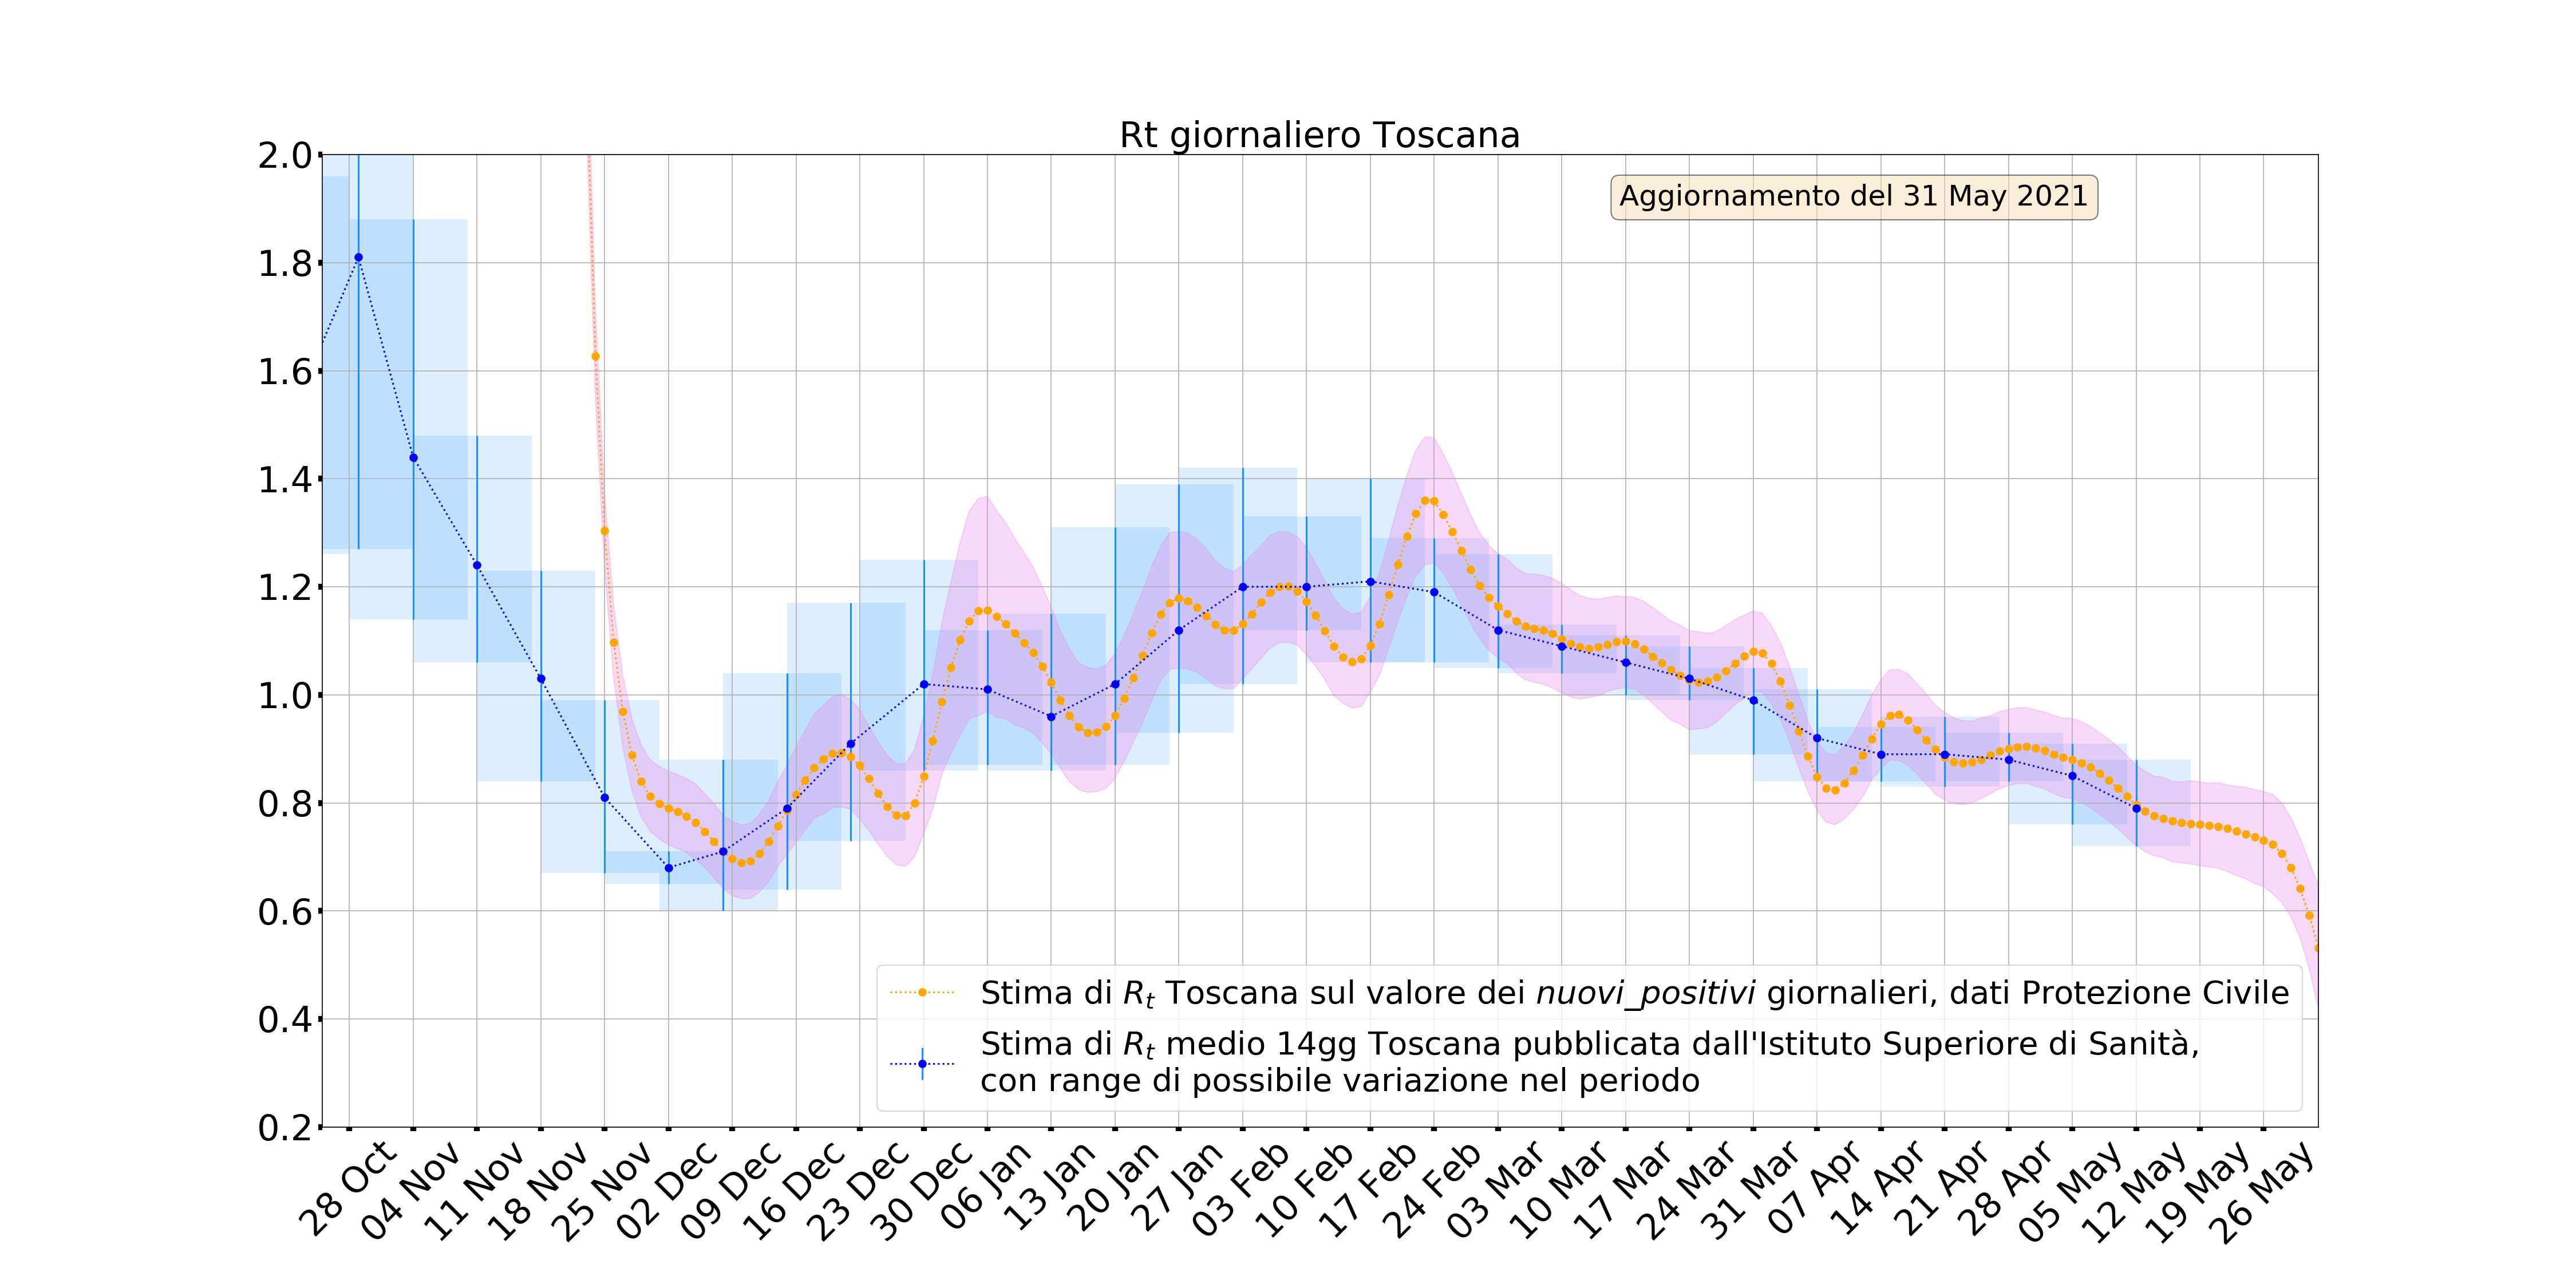 Rt giornaliero Toscana
Aggiornamento del 31 May 2021
2.0
1.8
1.6
1.4
1.2
1.0
0.8
0.6
0.4
0.2
Stima di Rt Toscana sul valore dei nuovi_positivi giornalieri, dati Protezione Civile
Stima di Rt medio 14gg Toscana pubblicata dall'Istituto Superiore di Sanità,
con range di possibile variazione nel periodo
28 Oct
04 Nov
11 Nov
18 Nov
25 Nov
02 Dec
09 Dec
16 Dec
23 Dec
30 Dec
06 Jan
13 Jan
20 Jan
27 Jan
03 Feb
10 Feb
17 Feb
24 Feb
03 Mar
10 Mar
17 Mar
24 Mar
31 Mar
07 Apr
14 Apr
21 Apr
28 Apr
05 May
12 May
19 May
26 May